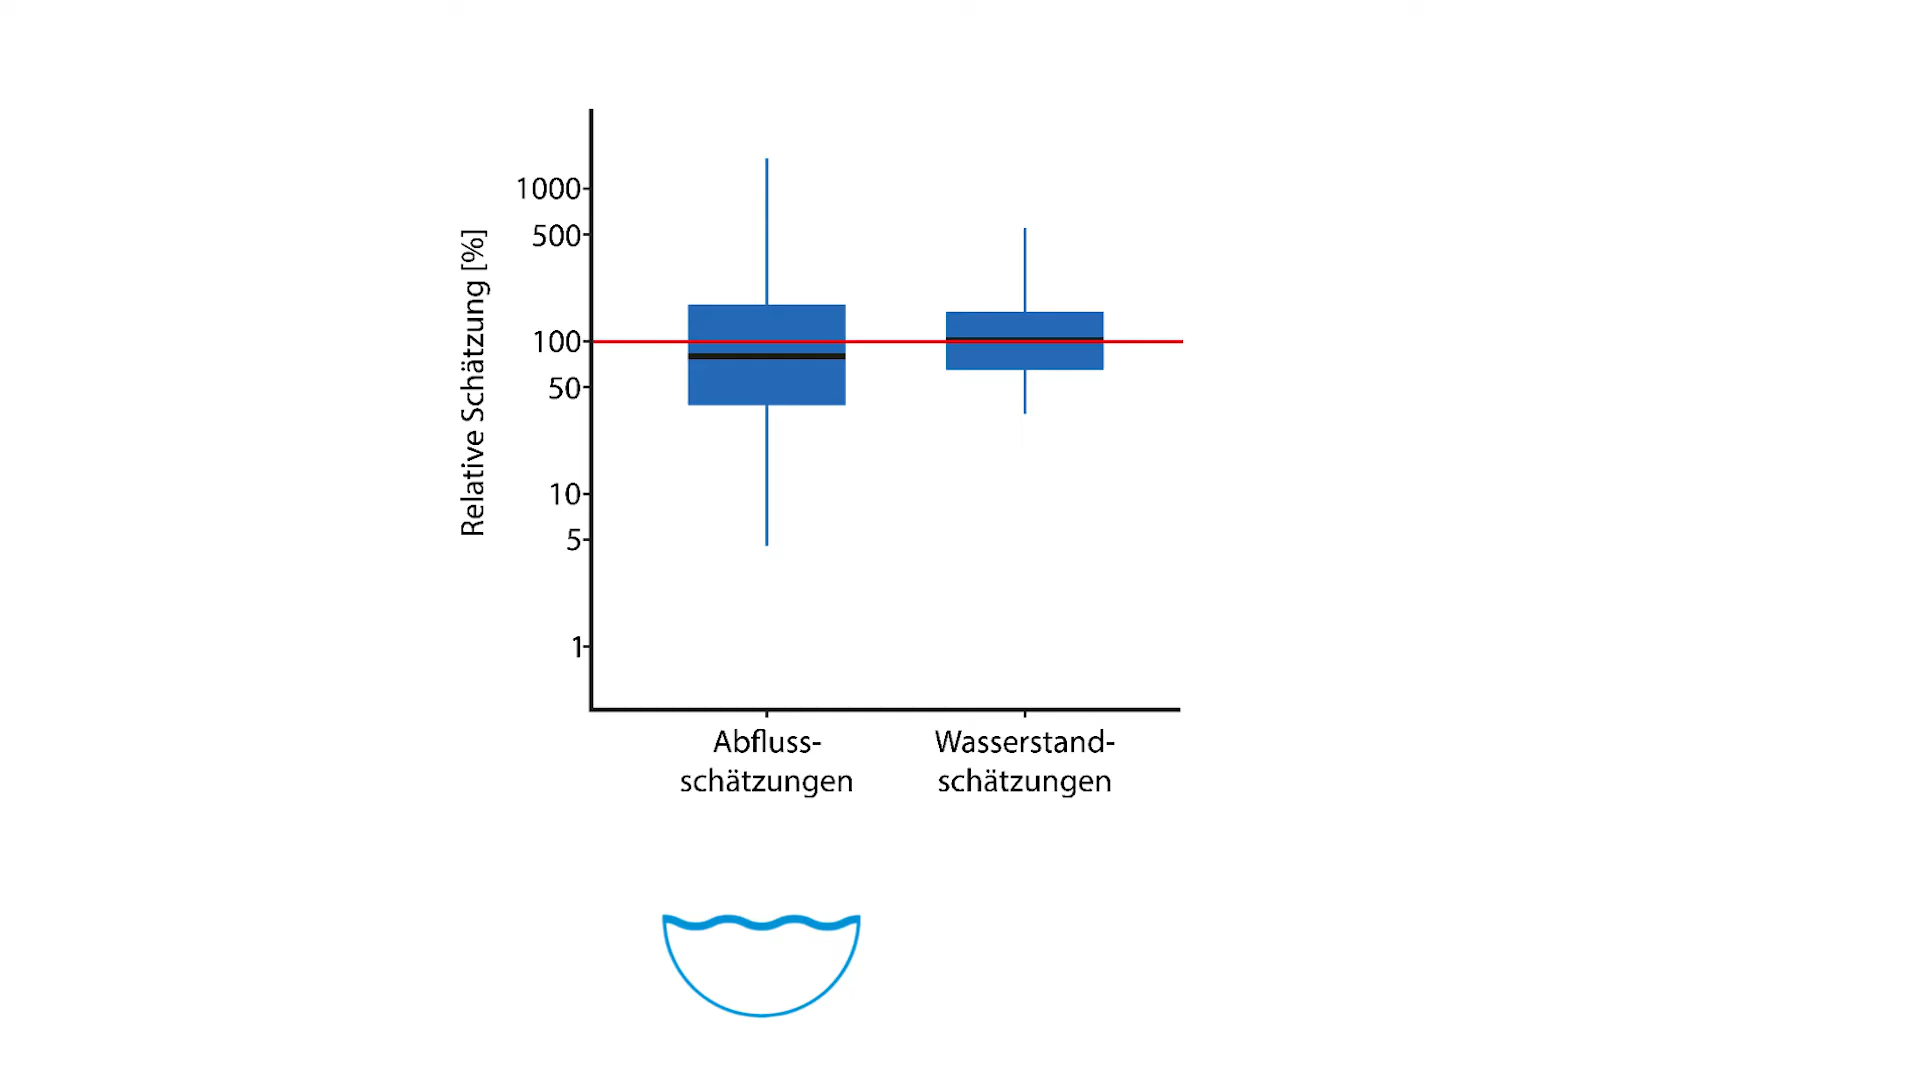 Relative Schätzung [%]
1000
500
100
50
10
5
1
Abfluss-
schätzungen
Wasserstand-
schätzungen